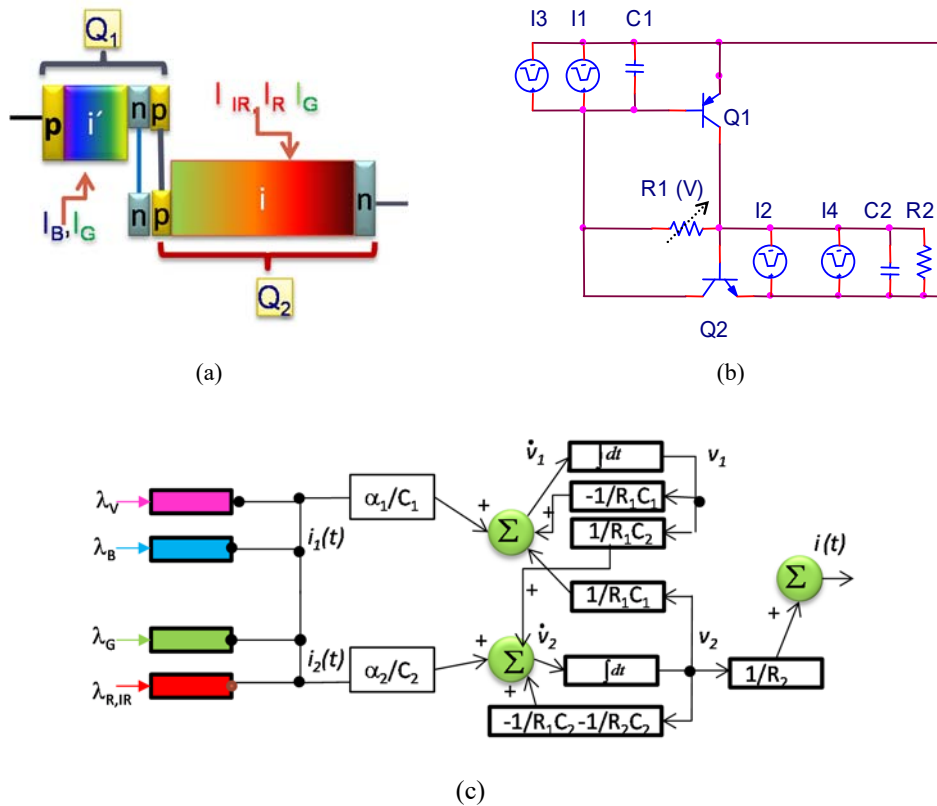 Q1
p i′ n p
I IR, I R I G
IB, IG
n p i n
Q2
(a)
I3 I1 C1
Q1
R1 (V)
I2 I4 C2 R2
Q2
(b)
v̇1 ∫dt v1
λV
α1/C1
+
-1/R1C1
+
Σ
1/R1C2
λB
i1(t)
+
1/R1C1
i(t)
Σ
+
λG
i2(t)
+
v̇2
v2
Σ
∫dt
1/R2
λR,IR
α2/C2
+
-1/R1C2-1/R2C2
(c)